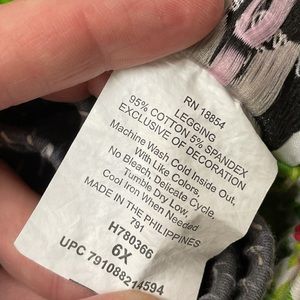 RN 18854
LEGGING
95% COTTON 5% SPANDEX
EXCLUSIVE OF DECORATION
Machine Wash Cold Inside Out,
With Like Colors,
No Bleach, Delicate Cycle,
Tumble Dry Low,
Cool Iron When Needed
791
MADE IN THE PHILIPPINES
H780366
6X
UPC 791088214594